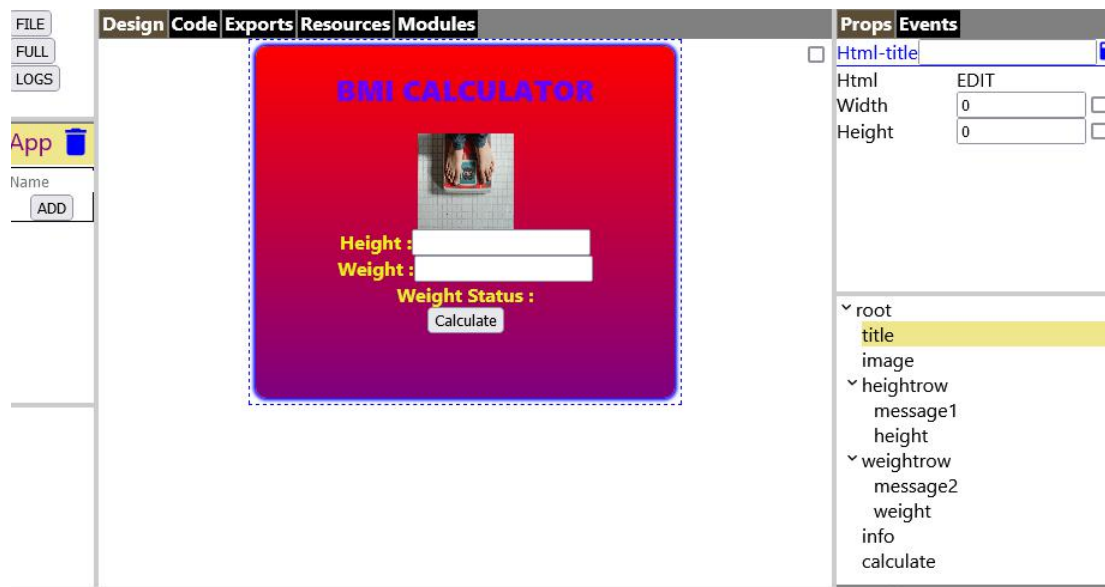 FILE
FULL
LOGS
App
Name
ADD
Design Code Exports Resources Modules
BMI CALCULATOR
Height :
Weight :
Weight Status :
Calculate
Props Events
Html-title
Html EDIT
Width 0
Height 0
root
title
image
heightrow
message1
height
weightrow
message2
weight
info
calculate